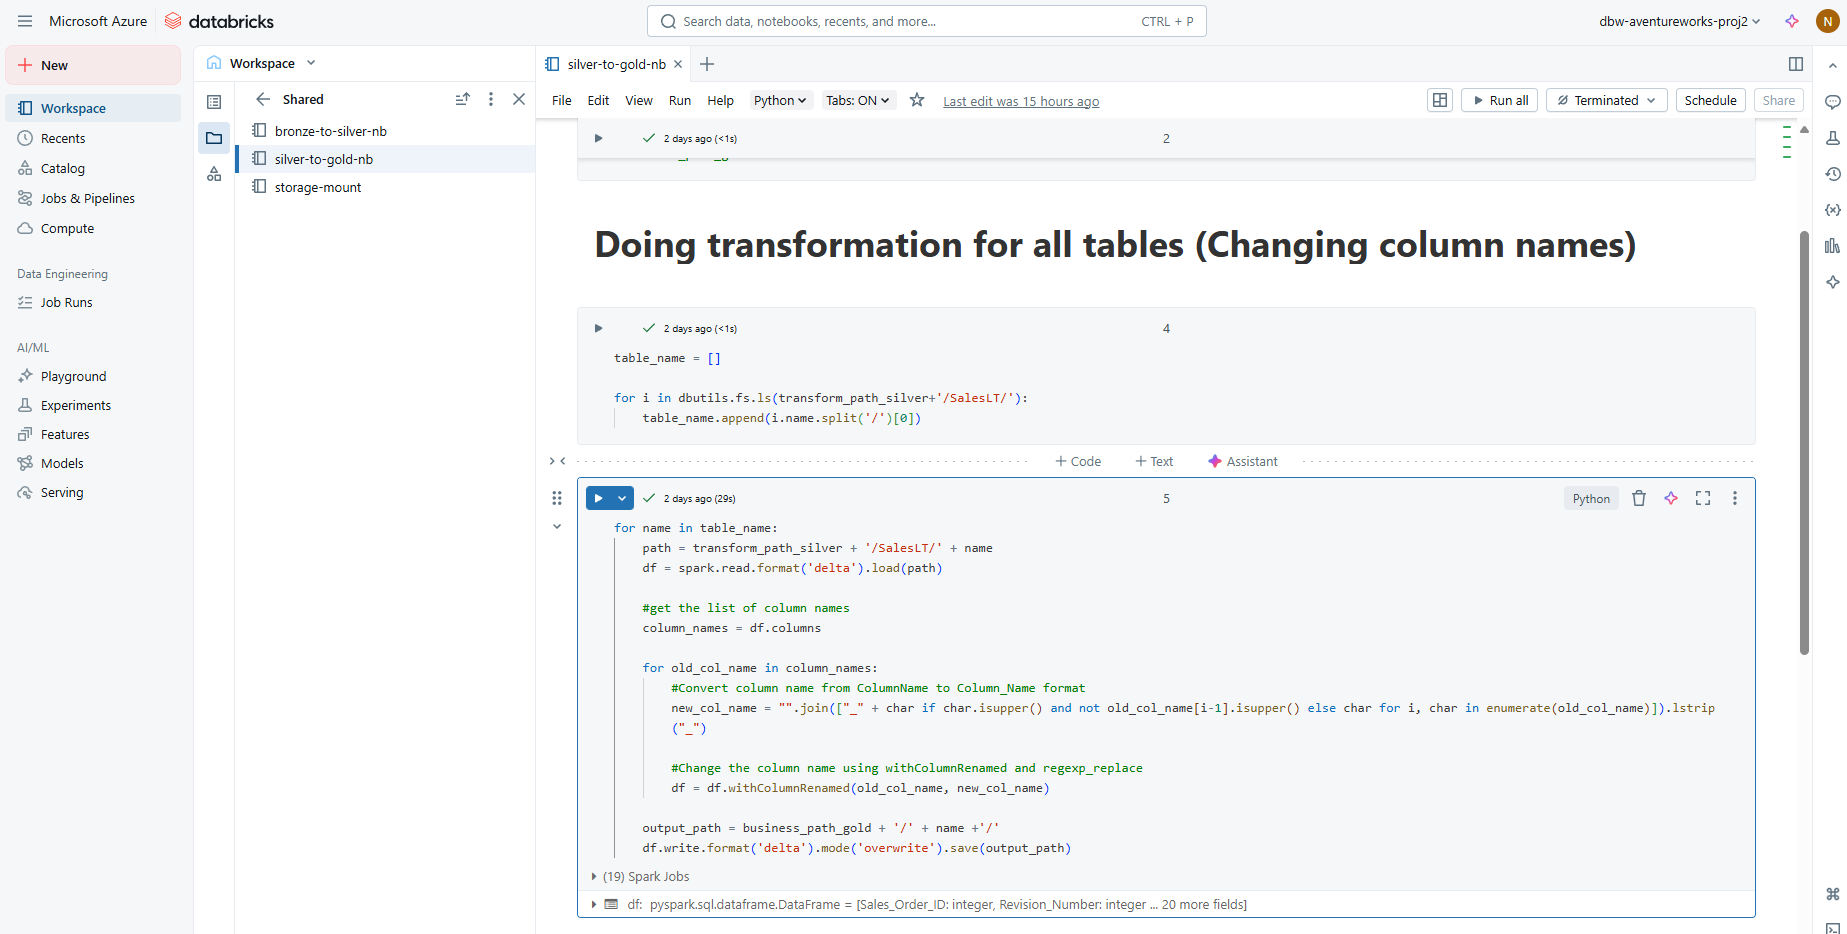 Microsoft Azure
databricks
Search data, notebooks, recents, and more...
CTRL + P
dbw-aventureworks-proj2
N
New
Workspace
Recents
Catalog
Jobs & Pipelines
Compute
Data Engineering
Job Runs
AI/ML
Playground
Experiments
Features
Models
Serving
Workspace
Shared
bronze-to-silver-nb
silver-to-gold-nb
storage-mount
silver-to-gold-nb
File Edit View Run Help Python Tabs: ON Last edit was 15 hours ago
Run all
Terminated
Schedule
Share
2 days ago (<1s)
2
Doing transformation for all tables (Changing column names)
2 days ago (<1s)
4
table_name = []
for i in dbutils.fs.ls(transform_path_silver+'/SalesLT/'):
table_name.append(i.name.split('/')[0])
+ Code + Text Assistant
2 days ago (29s)
5
Python
for name in table_name:
path = transform_path_silver + '/SalesLT/' + name
df = spark.read.format('delta').load(path)
#get the list of column names
column_names = df.columns
for old_col_name in column_names:
#Convert column name from ColumnName to Column_Name format
new_col_name = "".join(["_" + char if char.isupper() and not old_col_name[i-1].isupper() else char for i, char in enumerate(old_col_name)]).lstrip
("_")
#Change the column name using withColumnRenamed and regexp_replace
df = df.withColumnRenamed(old_col_name, new_col_name)
output_path = business_path_gold + '/' + name +'/'
df.write.format('delta').mode('overwrite').save(output_path)
(19) Spark Jobs
df: pyspark.sql.dataframe.DataFrame = [Sales_Order_ID: integer, Revision_Number: integer ... 20 more fields]